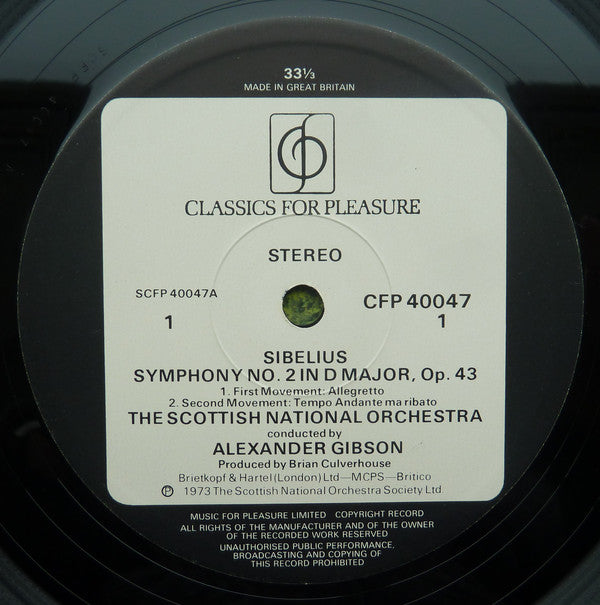 33⅓
MADE IN GREAT BRITAIN
CLASSICS FOR PLEASURE
STEREO
SCFP 40047A
CFP 40047
1
1
SIBELIUS
SYMPHONY NO. 2 IN D MAJOR, Op. 43
1. First Movement: Allegretto
2. Second Movement: Tempo Andante ma ribato
THE SCOTTISH NATIONAL ORCHESTRA
conducted by
ALEXANDER GIBSON
Produced by Brian Culverhouse
Brietkopf & Hartel (London) Ltd—MCPS—Britico
℗ 1973 The Scottish National Orchestra Society Ltd.
MUSIC FOR PLEASURE LIMITED COPYRIGHT RECORD
ALL RIGHTS OF THE MANUFACTURER AND OF THE OWNER
OF THE RECORDED WORK RESERVED
UNAUTHORISED PUBLIC PERFORMANCE,
BROADCASTING AND COPYING OF
THIS RECORD PROHIBITED